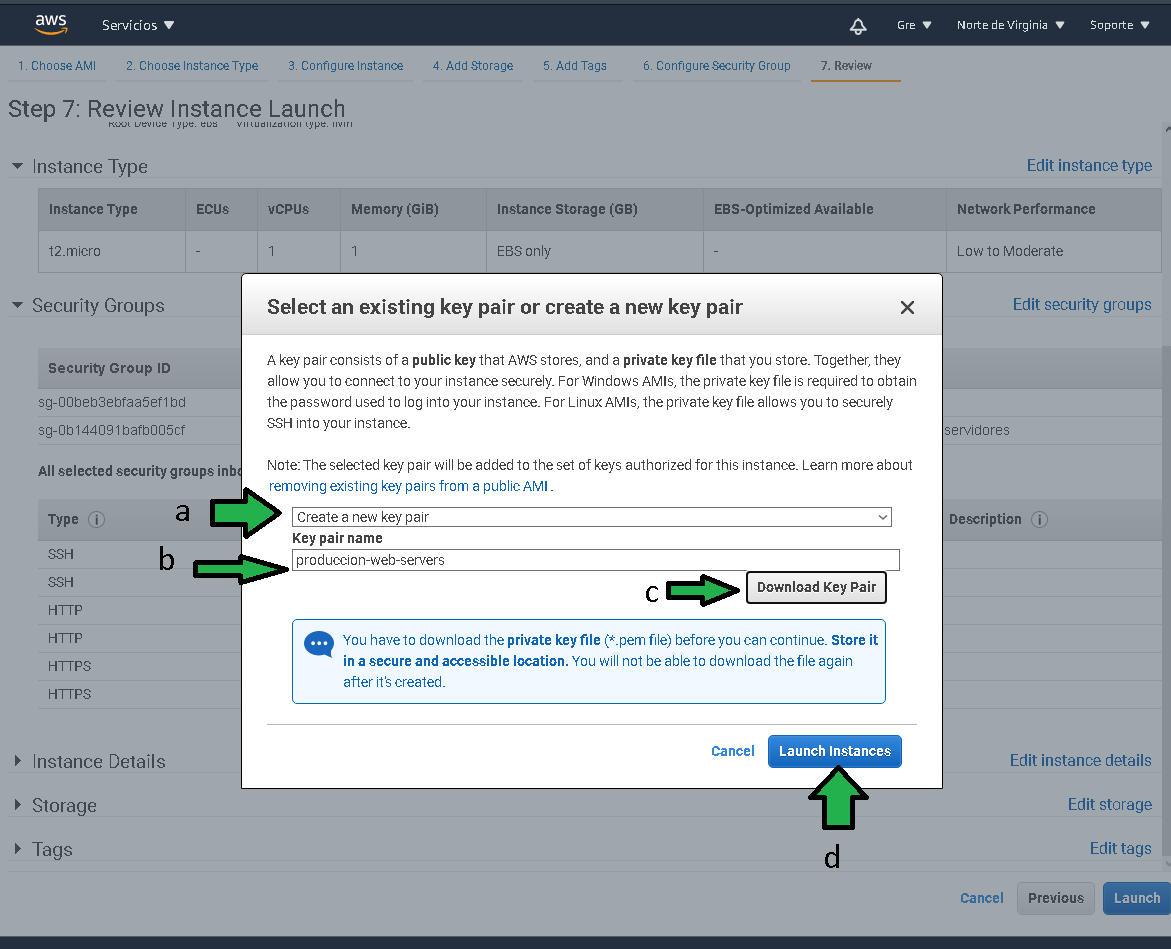 aws Servicios Gre Norte de Virginia Soporte
1. Choose AMI 2. Choose Instance Type 3. Configure Instance 4. Add Storage 5. Add Tags 6. Configure Security Group 7. Review
Step 7: Review Instance Launch
Root Device Type: ebs Virtualization type: hvm
Instance Type Edit instance type
Instance Type ECUs vCPUs Memory (GiB) Instance Storage (GB) EBS-Optimized Available Network Performance
t2.micro - 1 1 EBS only - Low to Moderate
Security Groups Edit security groups
Security Group ID
sg-00beb3ebfaa5ef1bd
sg-0b144091bafb005cf servidores
All selected security groups inbo
Type Description
SSH
SSH
HTTP
HTTP
HTTPS
HTTPS
Select an existing key pair or create a new key pair
A key pair consists of a public key that AWS stores, and a private key file that you store. Together, they
allow you to connect to your instance securely. For Windows AMIs, the private key file is required to obtain
the password used to log into your instance. For Linux AMIs, the private key file allows you to securely
SSH into your instance.
Note: The selected key pair will be added to the set of keys authorized for this instance. Learn more about
removing existing key pairs from a public AMI .
a Create a new key pair
Key pair name
b produccion-web-servers
c Download Key Pair
You have to download the private key file (*.pem file) before you can continue. Store it
in a secure and accessible location. You will not be able to download the file again
after it's created.
Cancel Launch Instances
d
Instance Details Edit instance details
Storage Edit storage
Tags Edit tags
Cancel Previous Launch